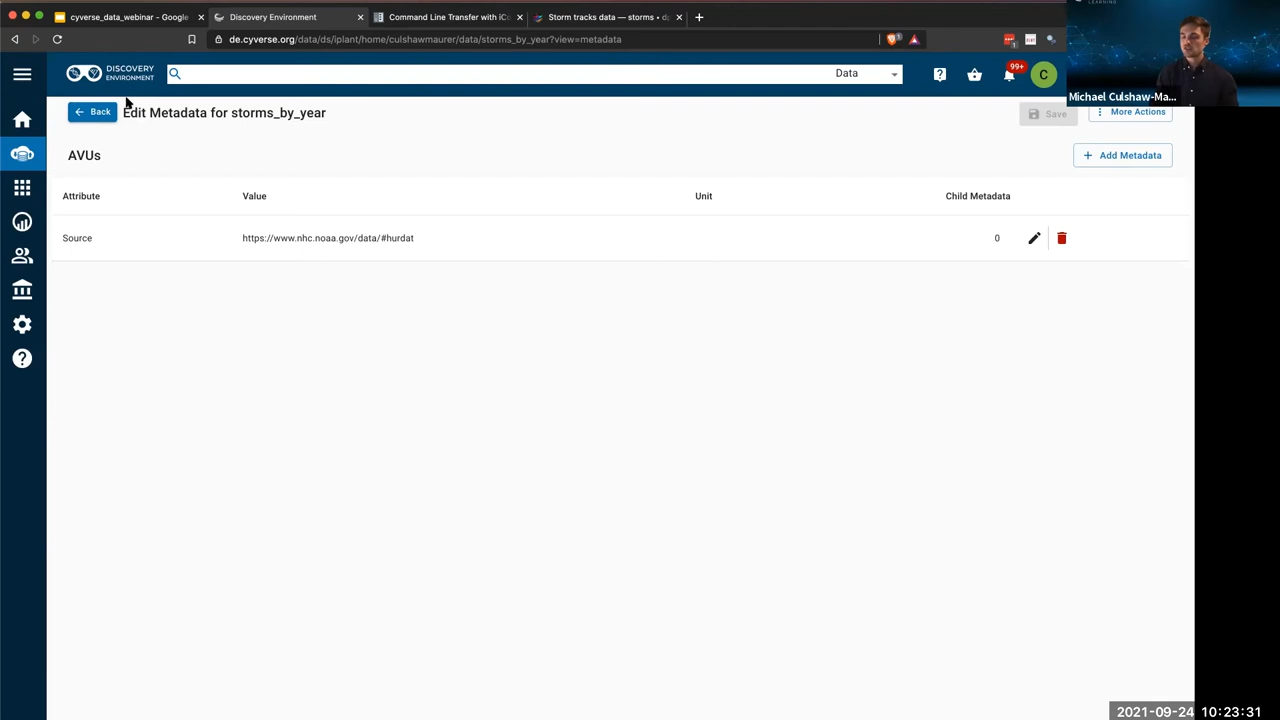 cyverse_data_webinar - Google
Discovery Environment
Command Line Transfer with iCo
Storm tracks data — storms • dp
de.cyverse.org/data/ds/iplant/home/culshawmaurer/data/storms_by_year?view=metadata
LEARNING
DISCOVERY
ENVIRONMENT
Data
99+
C
Michael Culshaw-Ma...
Back
Edit Metadata for storms_by_year
Save
More Actions
AVUs
Add Metadata
Attribute
Value
Unit
Child Metadata
Source
https://www.nhc.noaa.gov/data/#hurdat
0
2021-09-24 10:23:31